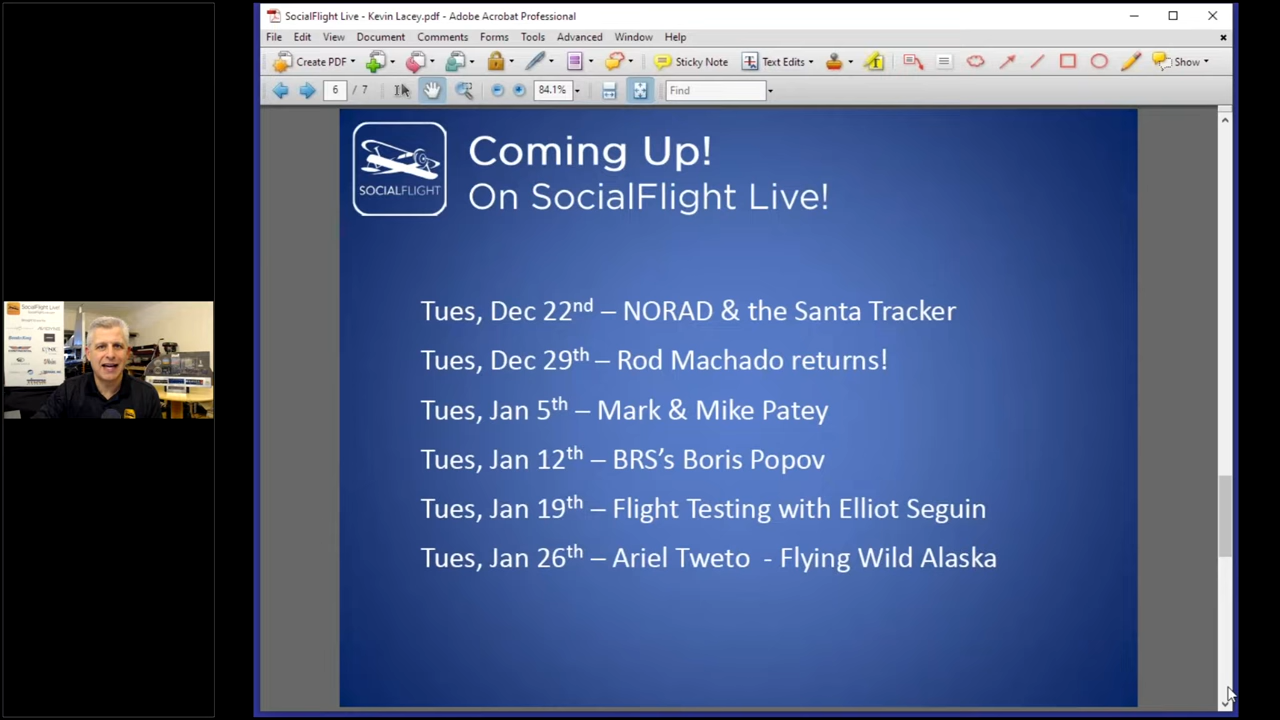 SocialFlight Live - Kevin Lacey.pdf - Adobe Acrobat Professional
File Edit View Document Comments Forms Tools Advanced Window Help
Create PDF Sticky Note Text Edits Show
6 / 7 84.1% Find
SOCIALFLIGHT
Coming Up!
On SocialFlight Live!
Tues, Dec 22nd – NORAD & the Santa Tracker
Tues, Dec 29th – Rod Machado returns!
Tues, Jan 5th – Mark & Mike Patey
Tues, Jan 12th – BRS’s Boris Popov
Tues, Jan 19th – Flight Testing with Elliot Seguin
Tues, Jan 26th – Ariel Tweto - Flying Wild Alaska
SocialFlight Live!